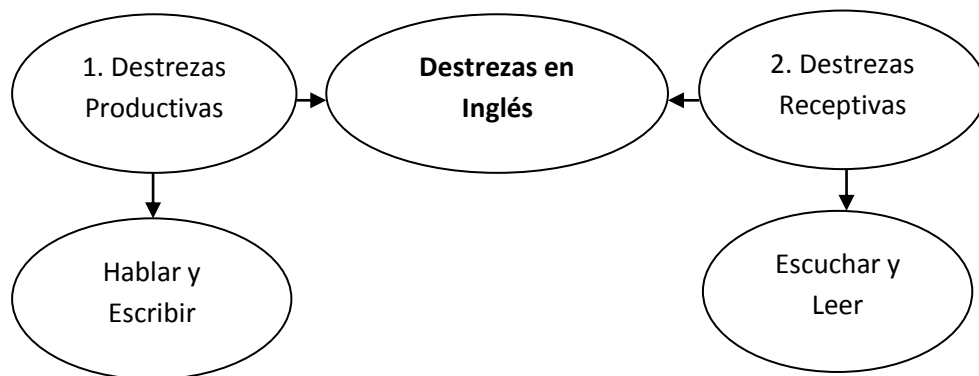 1. Destrezas
Productivas
Destrezas en
Inglés
2. Destrezas
Receptivas
Hablar y
Escribir
Escuchar y
Leer